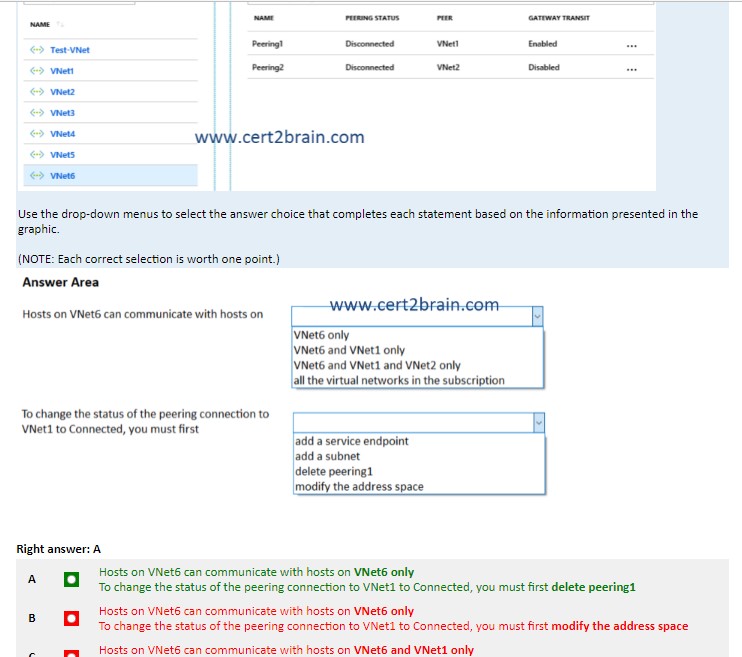 NAME
Test-VNet
VNet1
VNet2
VNet3
VNet4
VNet5
VNet6
NAME PEERING STATUS PEER GATEWAY TRANSIT
Peering1 Disconnected VNet1 Enabled ...
Peering2 Disconnected VNet2 Disabled ...
www.cert2brain.com
Use the drop-down menus to select the answer choice that completes each statement based on the information presented in the
graphic.
(NOTE: Each correct selection is worth one point.)
Answer Area
www.cert2brain.com
Hosts on VNet6 can communicate with hosts on
VNet6 only
VNet6 and VNet1 only
VNet6 and VNet1 and VNet2 only
all the virtual networks in the subscription
To change the status of the peering connection to
VNet1 to Connected, you must first
add a service endpoint
add a subnet
delete peering1
modify the address space
Right answer: A
A
Hosts on VNet6 can communicate with hosts on VNet6 only
To change the status of the peering connection to VNet1 to Connected, you must first delete peering1
B
Hosts on VNet6 can communicate with hosts on VNet6 only
To change the status of the peering connection to VNet1 to Connected, you must first modify the address space
C
Hosts on VNet6 can communicate with hosts on VNet6 and VNet1 only